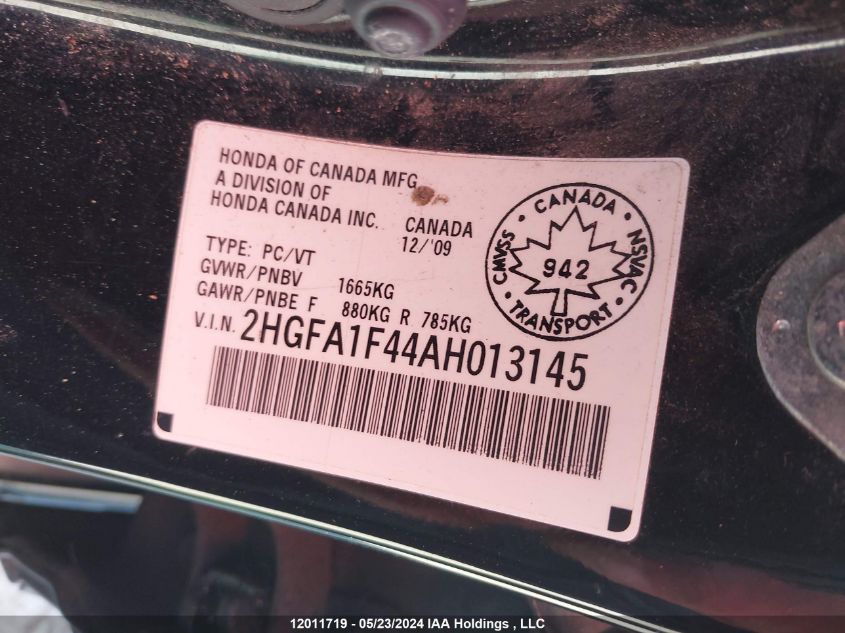 HONDA OF CANADA MFG
A DIVISION OF
HONDA CANADA INC.
CANADA
12/'09
TYPE: PC/VT
GVWR/PNBV 1665KG
GAWR/PNBE F 880KG R 785KG
V.I.N. 2HGFA1F44AH013145
• CANADA •
CMVSS
942
NSVAC
• TRANSPORT •
12011719 - 05/23/2024 IAA Holdings , LLC